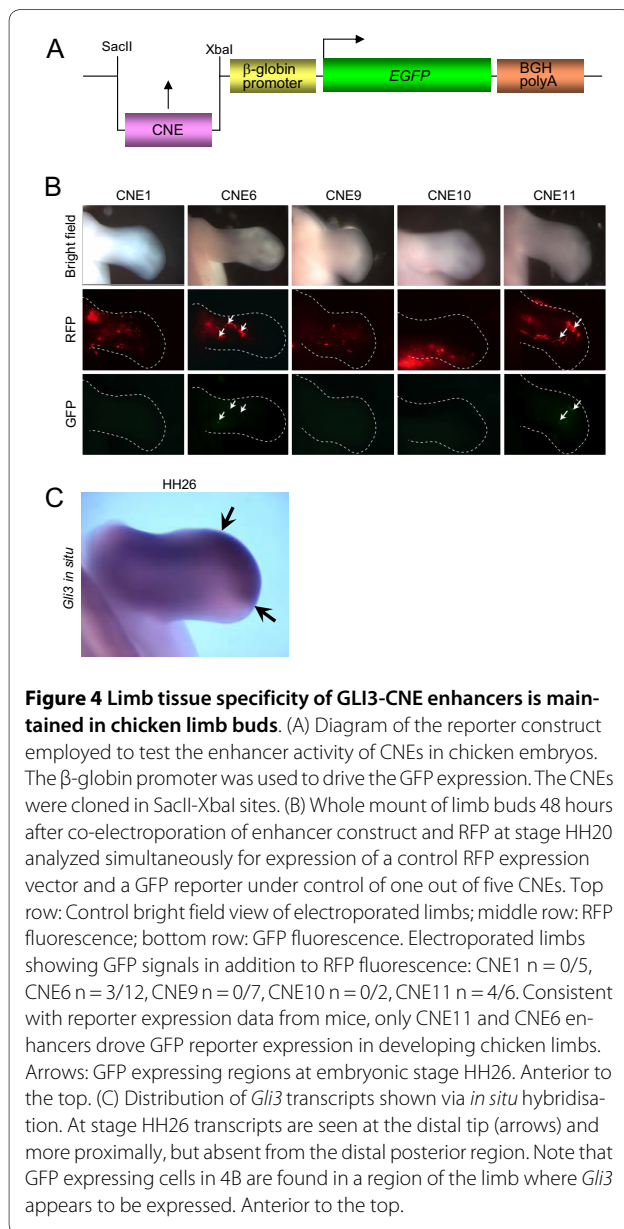 A
SacII
XbaI
β-globin
promoter
EGFP
BGH
polyA
CNE
B
CNE1 CNE6 CNE9 CNE10 CNE11
Bright field
RFP
GFP
C
HH26
Gli3 in situ
Figure 4 Limb tissue specificity of GLI3-CNE enhancers is main-
tained in chicken limb buds. (A) Diagram of the reporter construct
employed to test the enhancer activity of CNEs in chicken embryos.
The β-globin promoter was used to drive the GFP expression. The CNEs
were cloned in SacII-XbaI sites. (B) Whole mount of limb buds 48 hours
after co-electroporation of enhancer construct and RFP at stage HH20
analyzed simultaneously for expression of a control RFP expression
vector and a GFP reporter under control of one out of five CNEs. Top
row: Control bright field view of electroporated limbs; middle row: RFP
fluorescence; bottom row: GFP fluorescence. Electroporated limbs
showing GFP signals in addition to RFP fluorescence: CNE1 n = 0/5,
CNE6 n = 3/12, CNE9 n = 0/7, CNE10 n = 0/2, CNE11 n = 4/6. Consistent
with reporter expression data from mice, only CNE11 and CNE6 en-
hancers drove GFP reporter expression in developing chicken limbs.
Arrows: GFP expressing regions at embryonic stage HH26. Anterior to
the top. (C) Distribution of Gli3 transcripts shown via in situ hybridisa-
tion. At stage HH26 transcripts are seen at the distal tip (arrows) and
more proximally, but absent from the distal posterior region. Note that
GFP expressing cells in 4B are found in a region of the limb where Gli3
appears to be expressed. Anterior to the top.